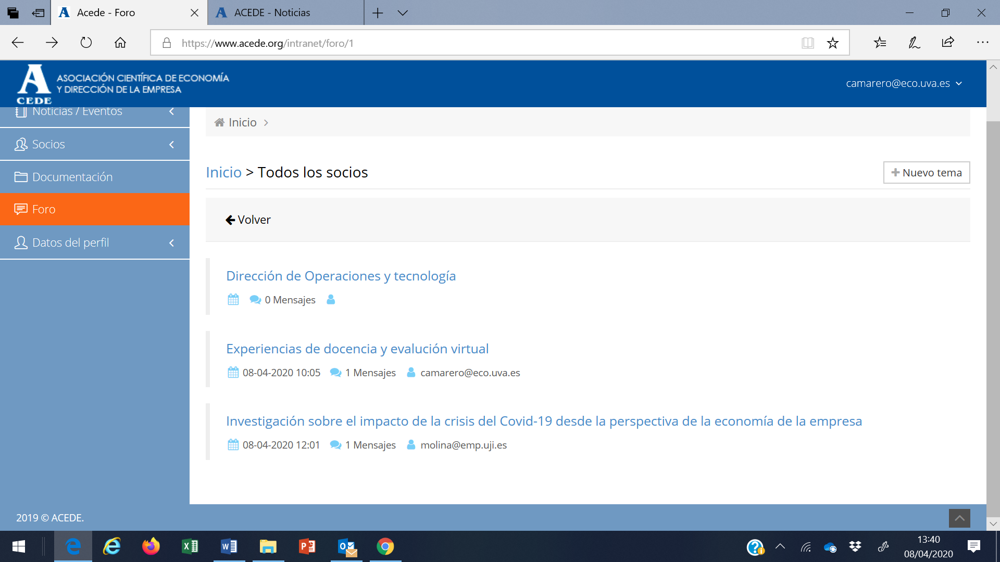 Acede - Foro
ACEDE - Noticias
https://www.acede.org/intranet/foro/1
A
CEDE
ASOCIACIÓN CIENTÍFICA DE ECONOMÍA
Y DIRECCIÓN DE LA EMPRESA
camarero@eco.uva.es
Noticias / Eventos
Socios
Documentación
Foro
Datos del perfil
Inicio
Inicio > Todos los socios
Nuevo tema
Volver
Dirección de Operaciones y tecnología
0 Mensajes
Experiencias de docencia y evalución virtual
08-04-2020 10:05 1 Mensajes camarero@eco.uva.es
Investigación sobre el impacto de la crisis del Covid-19 desde la perspectiva de la economía de la empresa
08-04-2020 12:01 1 Mensajes molina@emp.uji.es
2019 © ACEDE.
13:40
08/04/2020